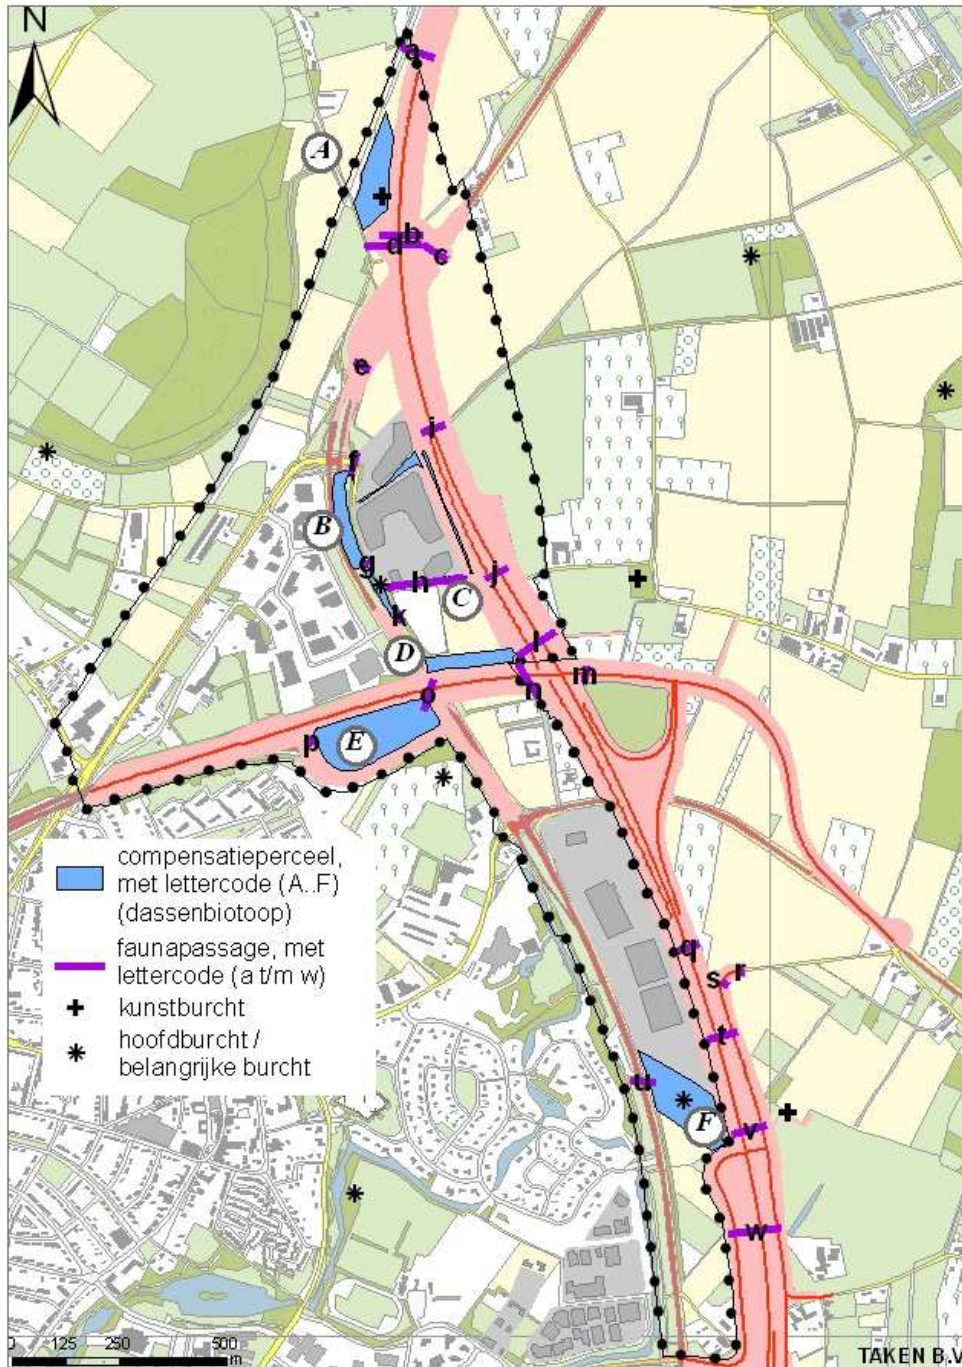 N
a
A
b
d
c
e
i
f
B
g
h
j
C
k
D
l
m
n
o
p
E
compensatieperceel,
met lettercode (A..F)
(dassenbiotoop)
faunapassage, met
lettercode (a t/m w)
kunstburcht
hoofdburcht /
belangrijke burcht
q
s r
t
u
F
v
w
0 125 250 500
m
TAKEN B.V